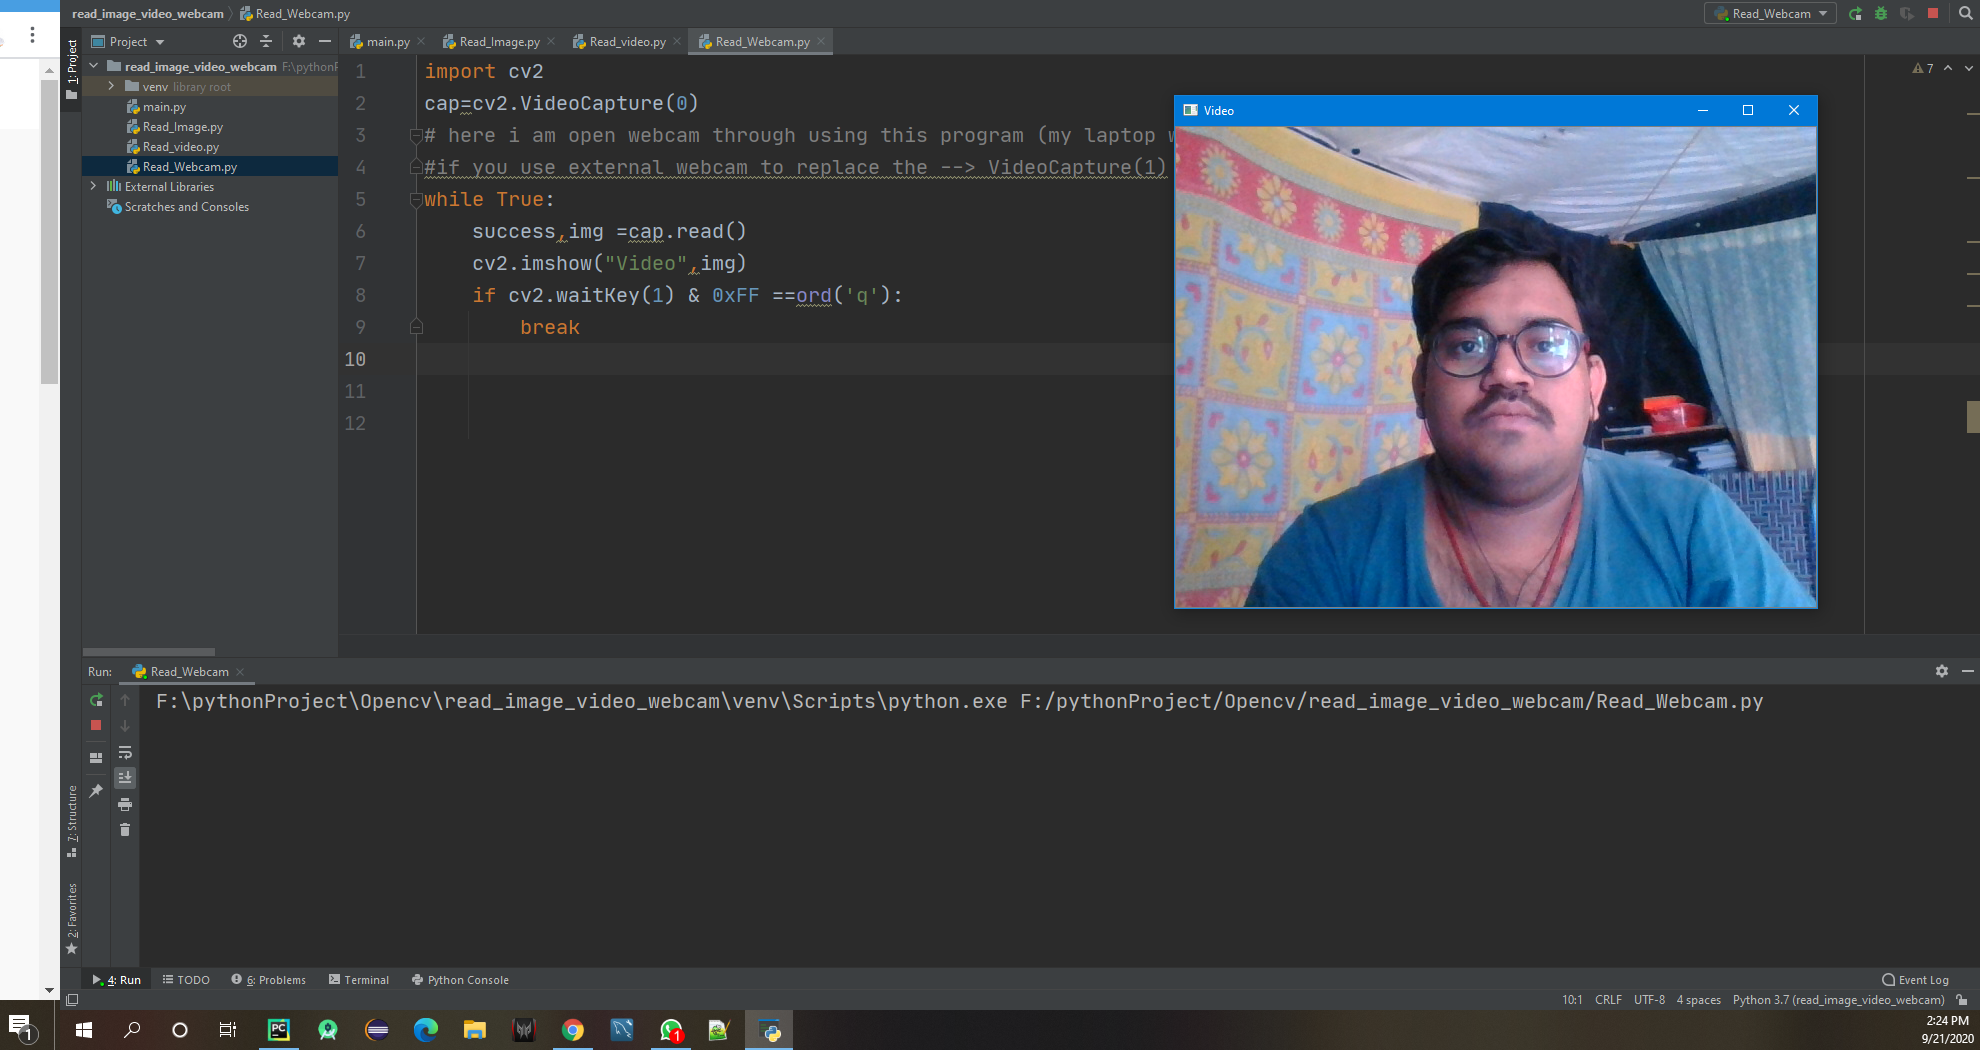 read_image_video_webcam Read_Webcam.py
Read_Webcam
Project
main.py Read_Image.py Read_video.py Read_Webcam.py
1: Project
read_image_video_webcam F:\python
venv library root
main.py
Read_Image.py
Read_video.py
Read_Webcam.py
External Libraries
Scratches and Consoles
7
1 import cv2
2 cap=cv2.VideoCapture(0)
3 # here i am open webcam through using this program (my laptop
4 #if you use external webcam to replace the --> VideoCapture(1)
5 while True:
6 success,img =cap.read()
7 cv2.imshow("Video",img)
8 if cv2.waitKey(1) & 0xFF ==ord('q'):
9 break
10
11
12
Video
Run: Read_Webcam
F:\pythonProject\Opencv\read_image_video_webcam\venv\Scripts\python.exe F:/pythonProject/Opencv/read_image_video_webcam/Read_Webcam.py
7: Structure
2: Favorites
4: Run TODO 6: Problems Terminal Python Console Event Log
10:1 CRLF UTF-8 4 spaces Python 3.7 (read_image_video_webcam)
1
PC
1
2:24 PM
9/21/2020